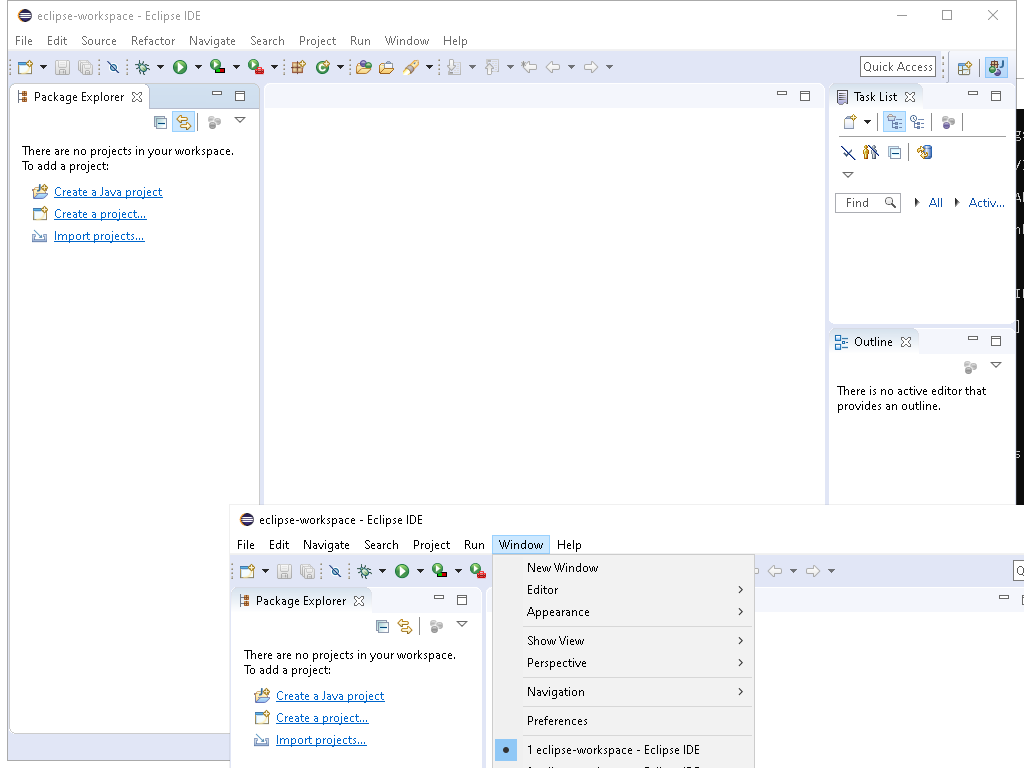 eclipse-workspace - Eclipse IDE
File Edit Source Refactor Navigate Search Project Run Window Help
Quick Access
Package Explorer
There are no projects in your workspace.
To add a project:
Create a Java project
Create a project...
Import projects...
Task List
Find All Activ...
Outline
There is no active editor that
provides an outline.
eclipse-workspace - Eclipse IDE
File Edit Navigate Search Project Run Window Help
Package Explorer
There are no projects in your workspace.
To add a project:
Create a Java project
Create a project...
Import projects...
New Window
Editor
Appearance
Show View
Perspective
Navigation
Preferences
1 eclipse-workspace - Eclipse IDE